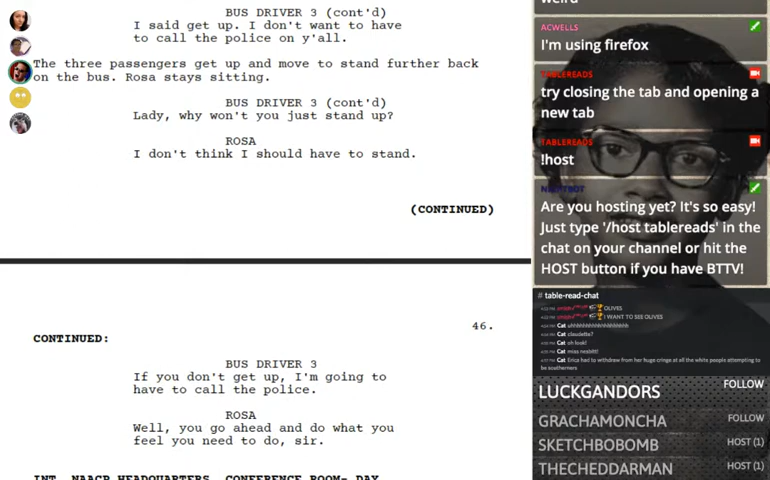 BUS DRIVER 3 (cont'd)
I said get up. I don't want to have
to call the police on y'all.
The three passengers get up and move to stand further back
on the bus. Rosa stays sitting.
BUS DRIVER 3 (cont'd)
Lady, why won't you just stand up?
ROSA
I don't think I should have to stand.
(CONTINUED)
46.
CONTINUED:
BUS DRIVER 3
If you don't get up, I'm going to
have to call the police.
ROSA
Well, you go ahead and do what you
feel you need to do, sir.
INT. NAACP HEADQUARTERS, CONFERENCE ROOM- DAY
weird
ACWELLS
I'm using firefox
TABLEREADS
try closing the tab and opening a
new tab
TABLEREADS
!host
Are you hosting yet? It's so easy!
Just type '/host tablereads' in the
chat on your channel or hit the
HOST button if you have BTTV!
# table-read-chat
OLIVES
I WANT TO SEE OLIVES
Cat
Cat claudette?
Cat oh look!
Cat miss nesbitt!
Cat Erica had to withdraw from her huge cringe at all the white people attempting to
be southerners
LUCKGANDORS FOLLOW
GRACHAMONCHA FOLLOW
SKETCHBOBOMB HOST (1)
THECHEDDARMAN HOST (1)